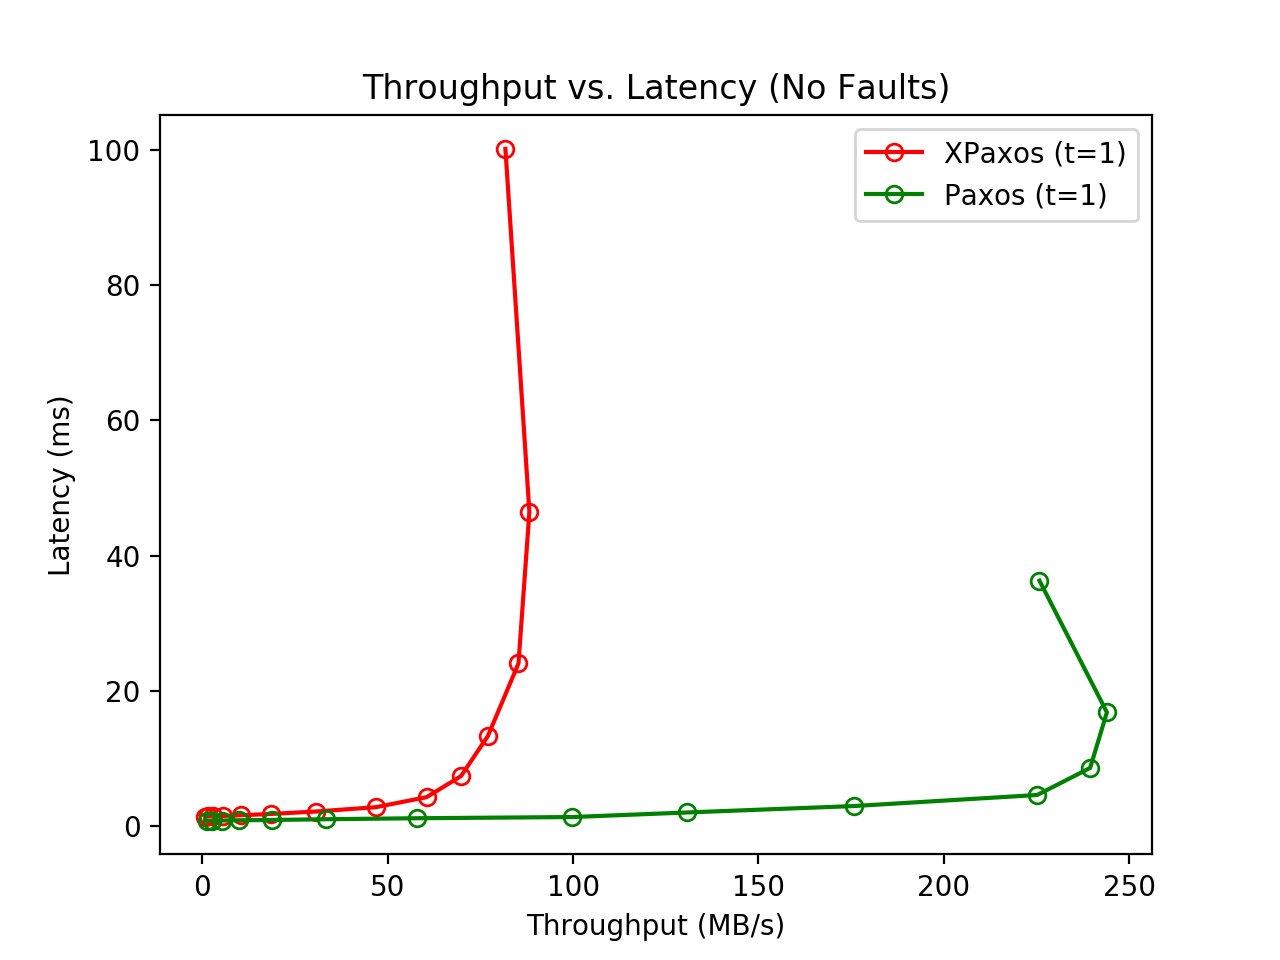 Throughput vs. Latency (No Faults)
XPaxos (t=1)
Paxos (t=1)
100
80
60
40
20
0
Latency (ms)
0 50 100 150 200 250
Throughput (MB/s)